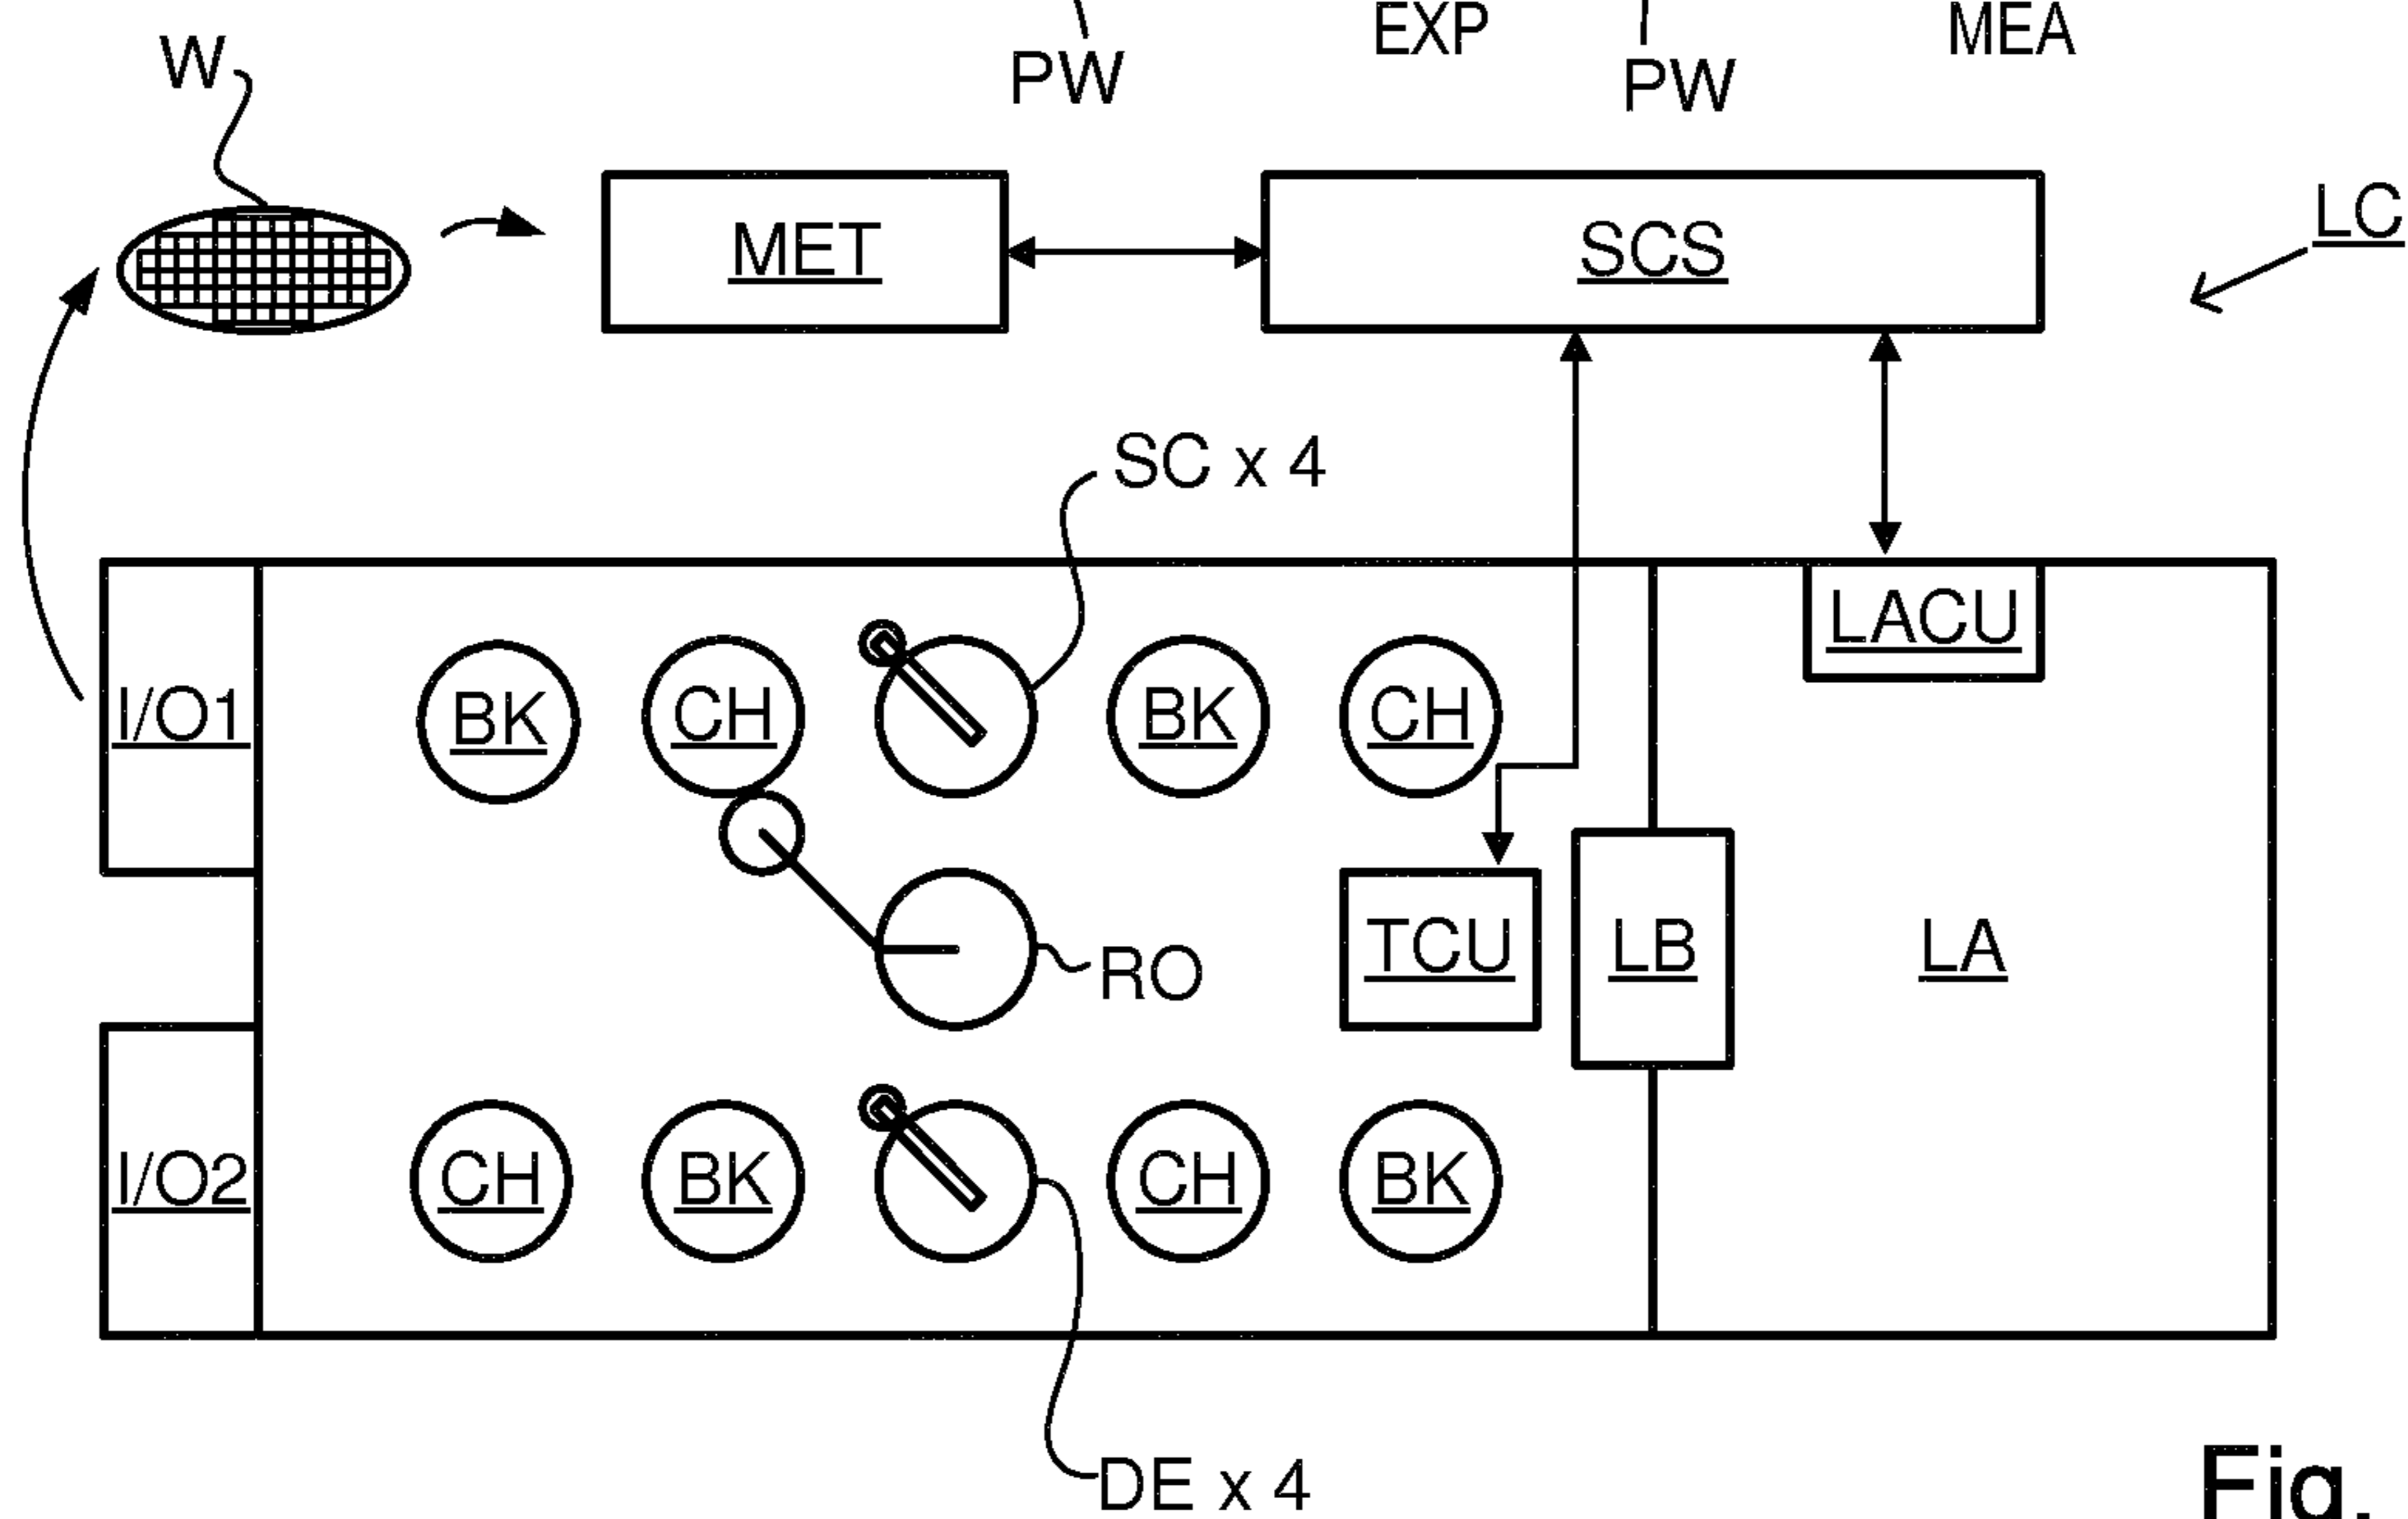 EXP
MEA
W
PW
PW
MET
SCS
LC
SC x 4
LACU
I/O1
BK
CH
BK
CH
TCU
LB
LA
RO
I/O2
CH
BK
CH
BK
DE x 4
Fig.